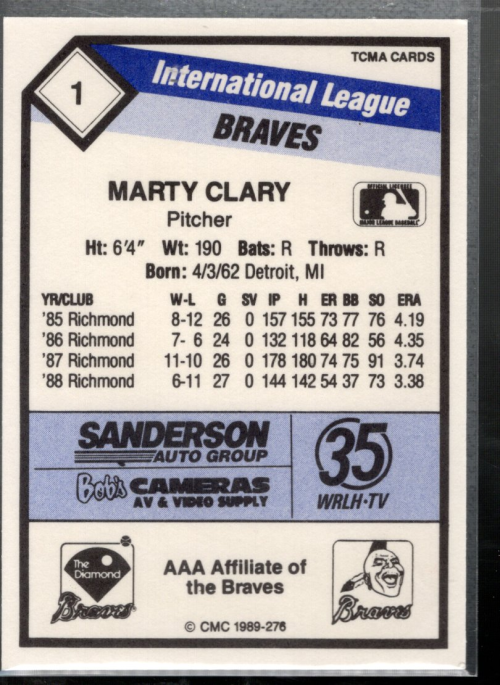 TCMA CARDS
1
International League
BRAVES
MARTY CLARY
Pitcher
OFFICIAL LICENSEE
MAJOR LEAGUE BASEBALL
Ht: 6'4" Wt: 190 Bats: R Throws: R
Born: 4/3/62 Detroit, MI
YR/CLUB W-L G SV IP H ER BB SO ERA
'85 Richmond 8-12 26 0 157 155 73 77 76 4.19
'86 Richmond 7- 6 24 0 132 118 64 82 56 4.35
'87 Richmond 11-10 26 0 178 180 74 75 91 3.74
'88 Richmond 6-11 27 0 144 142 54 37 73 3.38
SANDERSON
AUTO GROUP
Bob's CAMERAS
AV & VIDEO SUPPLY
35
WRLH·TV
The
Diamond
Braves
AAA Affiliate of
the Braves
© CMC 1989-276
Braves